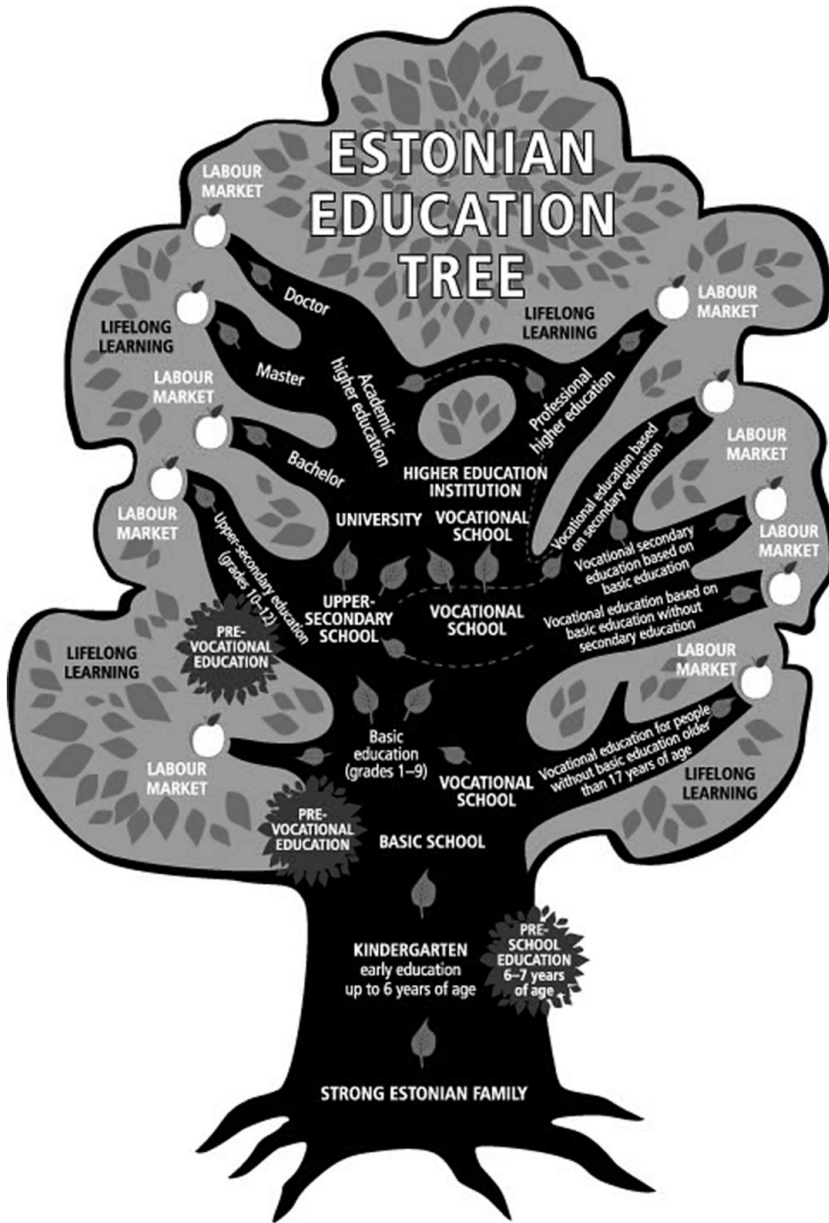 ESTONIAN
EDUCATION
TREE
LABOUR
MARKET
Doctor
LIFELONG
LEARNING
Master
LABOUR
MARKET
Bachelor
Academic
higher education
LIFELONG
LEARNING
LABOUR
MARKET
Professional
higher education
HIGHER EDUCATION
INSTITUTION
UNIVERSITY
VOCATIONAL
SCHOOL
Vocational education based
on secondary education
LABOUR
MARKET
LABOUR
MARKET
Upper-secondary education
(grades 10–12)
UPPER-
SECONDARY
SCHOOL
VOCATIONAL
SCHOOL
Vocational secondary
education based on
basic education
LABOUR
MARKET
Vocational education based on
basic education without
secondary education
PRE-
VOCATIONAL
EDUCATION
LIFELONG
LEARNING
LABOUR
MARKET
LABOUR
MARKET
Basic
education
(grades 1–9)
VOCATIONAL
SCHOOL
Vocational education for people
without basic education older
than 17 years of age
LIFELONG
LEARNING
PRE-
VOCATIONAL
EDUCATION
BASIC SCHOOL
KINDERGARTEN
early education
up to 6 years of age
PRE-
SCHOOL
EDUCATION
6–7 years
of age
STRONG ESTONIAN FAMILY